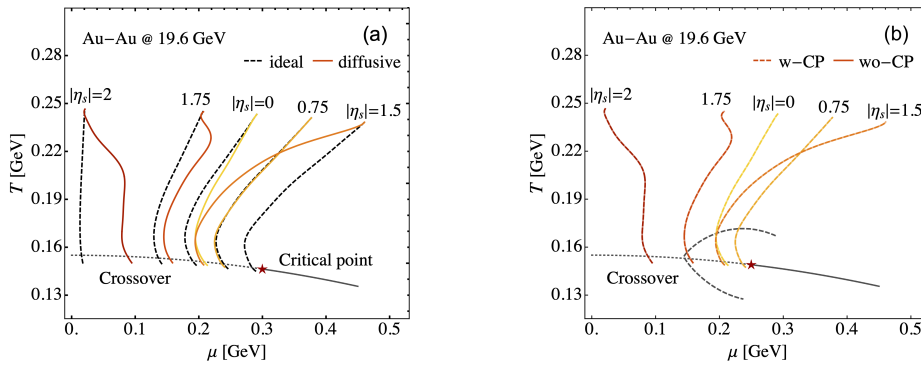 (a)
Au−Au @ 19.6 GeV
ideal diffusive
|ηs|=2 1.75 |ηs|=0 0.75 |ηs|=1.5
0.28
0.25
0.22
0.19
0.16
0.13
T [GeV]
Crossover
Critical point
0. 0.1 0.2 0.3 0.4 0.5
μ [GeV]
(b)
Au−Au @ 19.6 GeV
w−CP wo−CP
|ηs|=2 1.75 |ηs|=0 0.75 |ηs|=1.5
0.28
0.25
0.22
0.19
0.16
0.13
T [GeV]
Crossover
0. 0.1 0.2 0.3 0.4 0.5
μ [GeV]